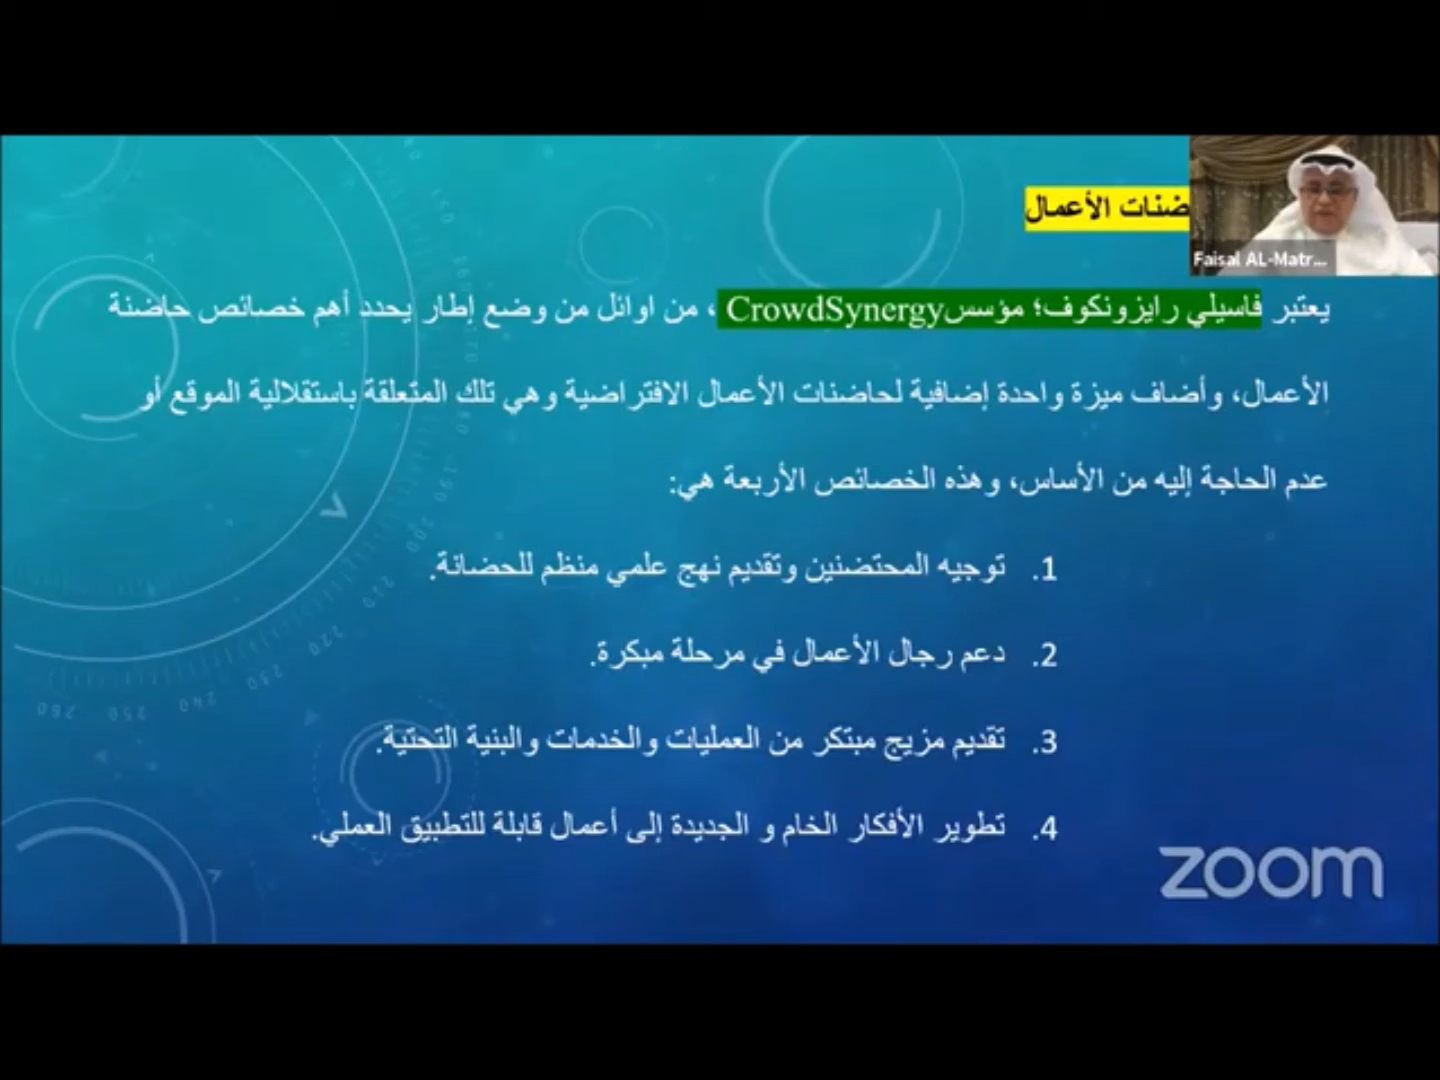 ضنات الأعمال
Faisal AL-Matr...
يعتبر فاسيلي رايزونكوف؛ مؤسس CrowdSynergy، من اوائل من وضع إطار يحدد أهم خصائص حاضنة
الأعمال، وأضاف ميزة واحدة إضافية لحاضنات الأعمال الافتراضية وهي تلك المتعلقة باستقلالية الموقع أو
عدم الحاجة إليه من الأساس، وهذه الخصائص الأربعة هي:
1. توجيه المحتضنين وتقديم نهج علمي منظم للحضانة.
2. دعم رجال الأعمال في مرحلة مبكرة.
3. تقديم مزيج مبتكر من العمليات والخدمات والبنية التحتية.
4. تطوير الأفكار الخام و الجديدة إلى أعمال قابلة للتطبيق العملي.
zoom